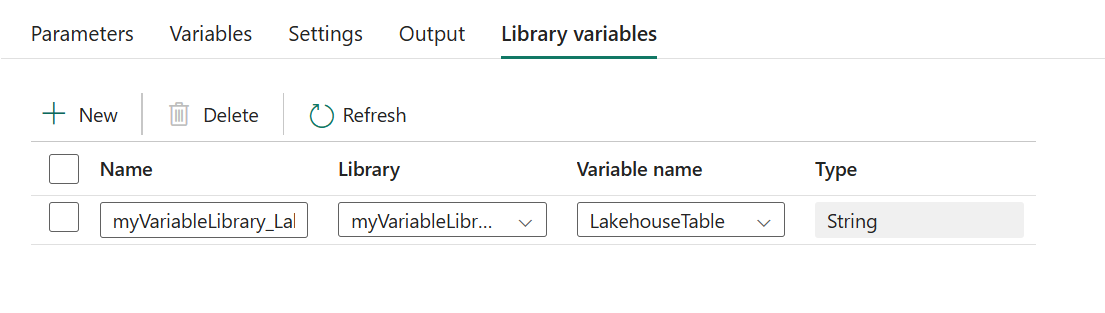 Parameters Variables Settings Output Library variables
New Delete Refresh
Name Library Variable name Type
myVariableLibrary_Lal myVariableLibr... LakehouseTable String